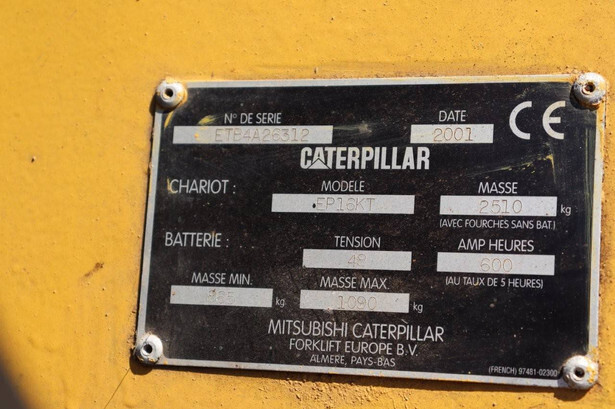 N° DE SERIE
DATE
ETB4A26312
2001
CE
CATERPILLAR
CHARIOT :
MODELE
MASSE
EP16KT
2510 kg
(AVEC FOURCHES SANS BAT.)
BATTERIE :
TENSION
AMP HEURES
48
600
(AU TAUX DE 5 HEURES)
MASSE MIN.
MASSE MAX.
kg
1090 kg
MITSUBISHI CATERPILLAR
FORKLIFT EUROPE B.V.
ALMERE, PAYS-BAS
(FRENCH) 97481-02300